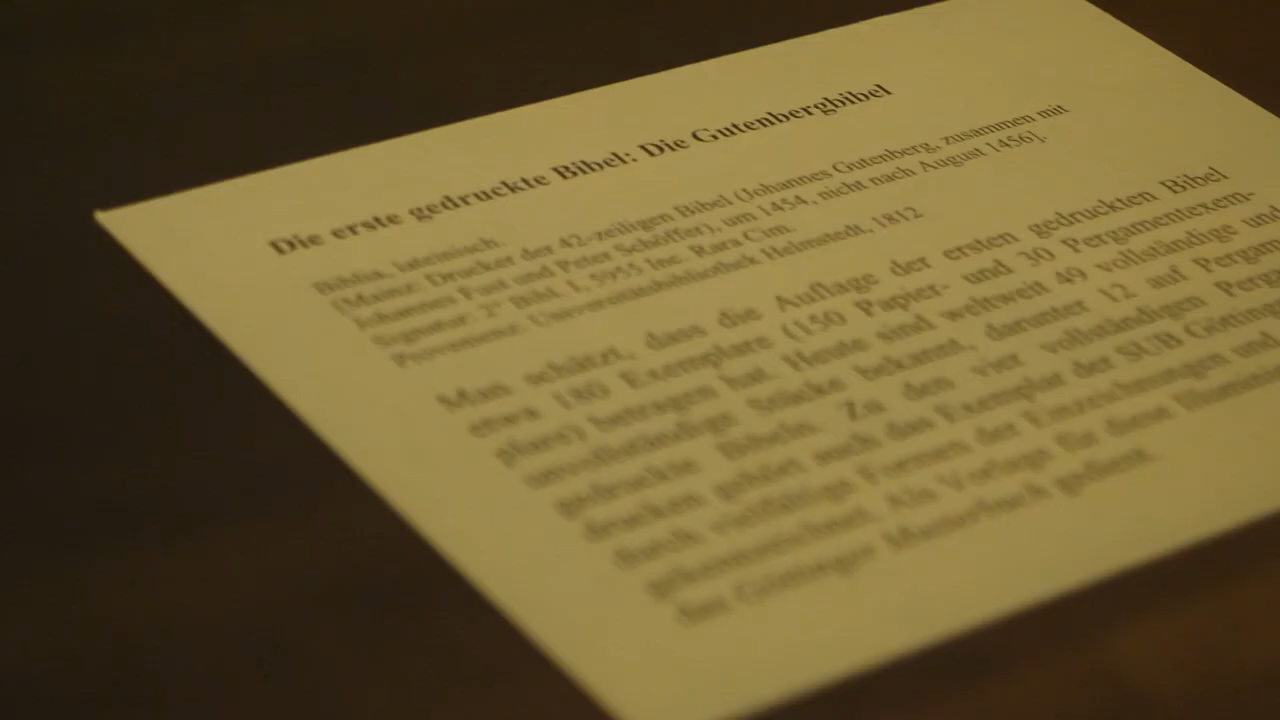 Die erste gedruckte Bibel: Die Gutenbergbibel
Biblia, lateinisch.
[Mainz: Drucker der 42-zeiligen Bibel (Johannes Gutenberg, zusammen mit
Johannes Fust und Peter Schöffer), um 1454, nicht nach August 1456].
Signatur: 2° Bibl. I, 5955 Inc. Rara Cim.
Provenienz: Universitätsbibliothek Helmstedt, 1812
Man schätzt, dass die Auflage der ersten gedruckten Bibel
etwa 180 Exemplare (150 Papier- und 30 Pergamentexem-
plare) betragen hat. Heute sind weltweit 49 vollständige und
unvollständige Stücke bekannt, darunter 12 auf Pergam
gedruckte Bibeln. Zu den vier vollständigen Perga
drucken gehört auch das Exemplar der SUB Götting
durch vielfältige Formen der Einzeichnungen und
gekennzeichnet. Als Vorlage für diese Illumini
das Göttinger Musterbuch gedient.